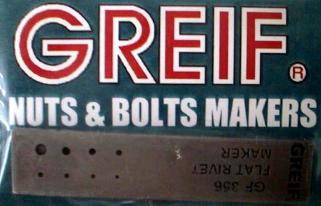 GREIF®
NUTS & BOLTS MAKERS
GREIF
GF 356
FLAT RIVET
MAKER